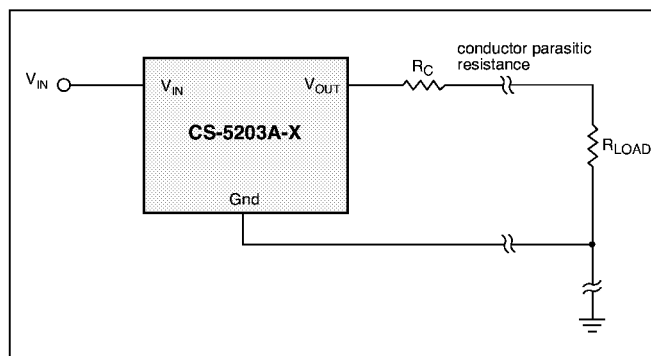 R_C
conductor parasitic
resistance
V_IN
V_IN
V_OUT
CS-5203A-X
R_LOAD
Gnd